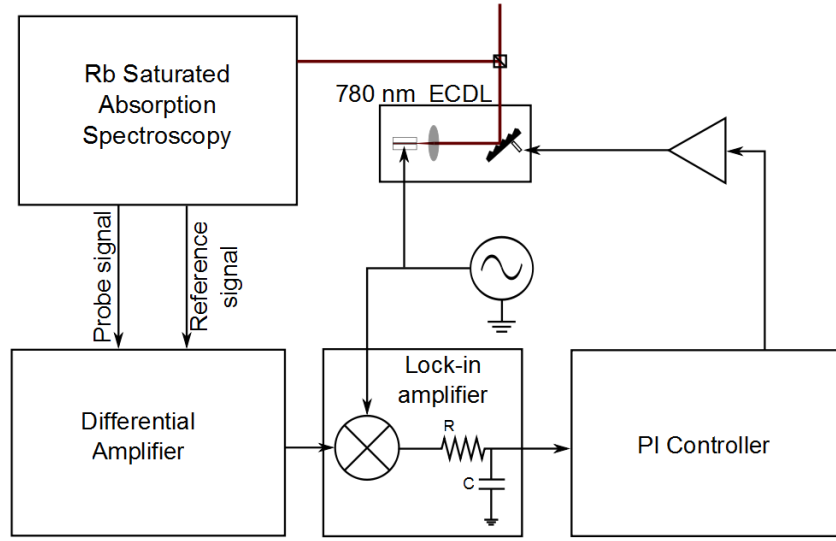 Rb Saturated
Absorption
Spectroscopy
780 nm ECDL
Probe signal
Reference
signal
Differential
Amplifier
Lock-in
amplifier
R
C
PI Controller